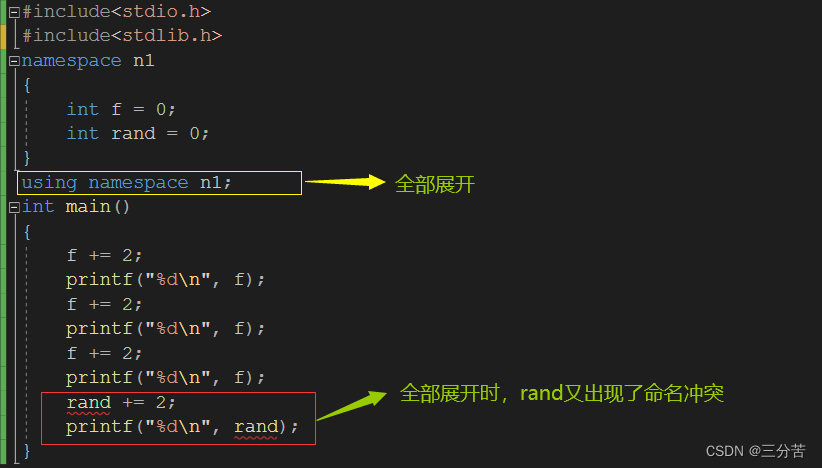 #include<stdio.h>
#include<stdlib.h>
namespace n1
{
    int f = 0;
    int rand = 0;
}
using namespace n1;
全部展开
int main()
{
    f += 2;
    printf("%d\n", f);
    f += 2;
    printf("%d\n", f);
    f += 2;
    printf("%d\n", f);
    rand += 2;
全部展开时，rand又出现了命名冲突
    printf("%d\n", rand);
}
CSDN @三分苦